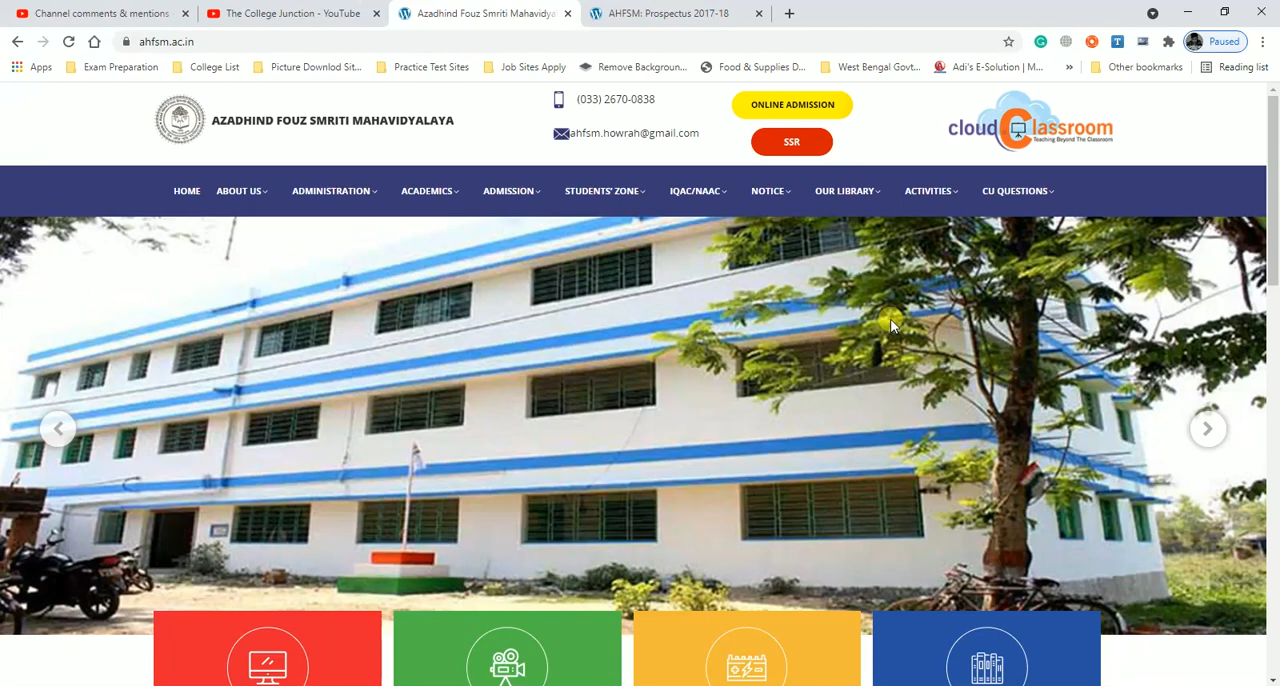 Channel comments & mentions -
The College Junction - YouTube
Azadhind Fouz Smriti Mahavidya
AHFSM: Prospectus 2017-18
ahfsm.ac.in
Paused
Apps
Exam Preparation
College List
Picture Downlod Sit...
Practice Test Sites
Job Sites Apply
Remove Backgroun...
Food & Supplies D...
West Bengal Govt...
Adi's E-Solution | M...
»
Other bookmarks
Reading list
AZADHIND FOUZ SMRITI MAHAVIDYALAYA
(033) 2670-0838
ahfsm.howrah@gmail.com
ONLINE ADMISSION
SSR
cloud Classroom
Teaching Beyond The Classroom
HOME
ABOUT US
ADMINISTRATION
ACADEMICS
ADMISSION
STUDENTS' ZONE
IQAC/NAAC
NOTICE
OUR LIBRARY
ACTIVITIES
CU QUESTIONS